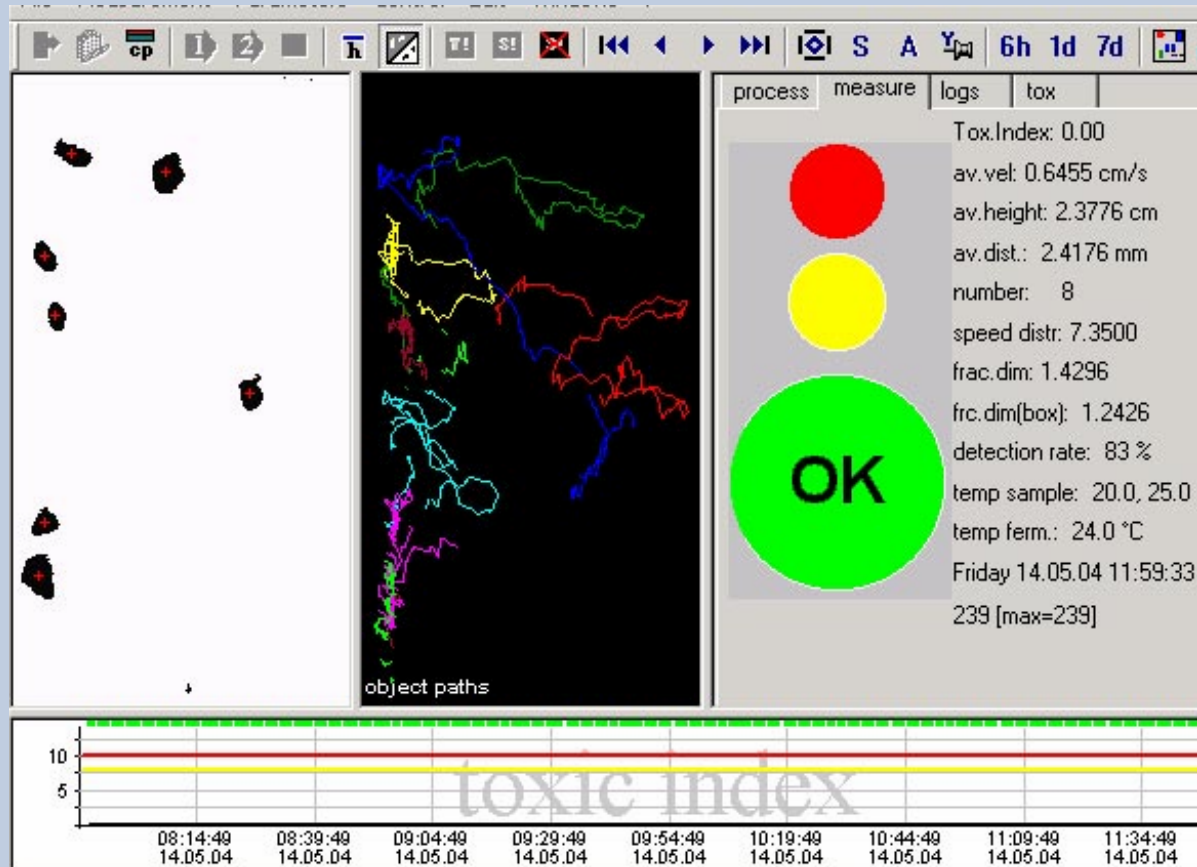 cp 1 2 h T! S! S A Y 6h 1d 7d
process measure logs tox
Tox.Index: 0.00
av.vel: 0.6455 cm/s
av.height: 2.3776 cm
av.dist.: 2.4176 mm
number: 8
speed distr: 7.3500
frac.dim: 1.4296
frc.dim(box): 1.2426
detection rate: 83 %
temp sample: 20.0, 25.0
temp ferm.: 24.0 °C
Friday 14.05.04 11:59:33
239 [max=239]
OK
object paths
toxic index
10
5
08:14:49 08:39:49 09:04:49 09:29:49 09:54:49 10:19:49 10:44:49 11:09:49 11:34:49
14.05.04 14.05.04 14.05.04 14.05.04 14.05.04 14.05.04 14.05.04 14.05.04 14.05.04